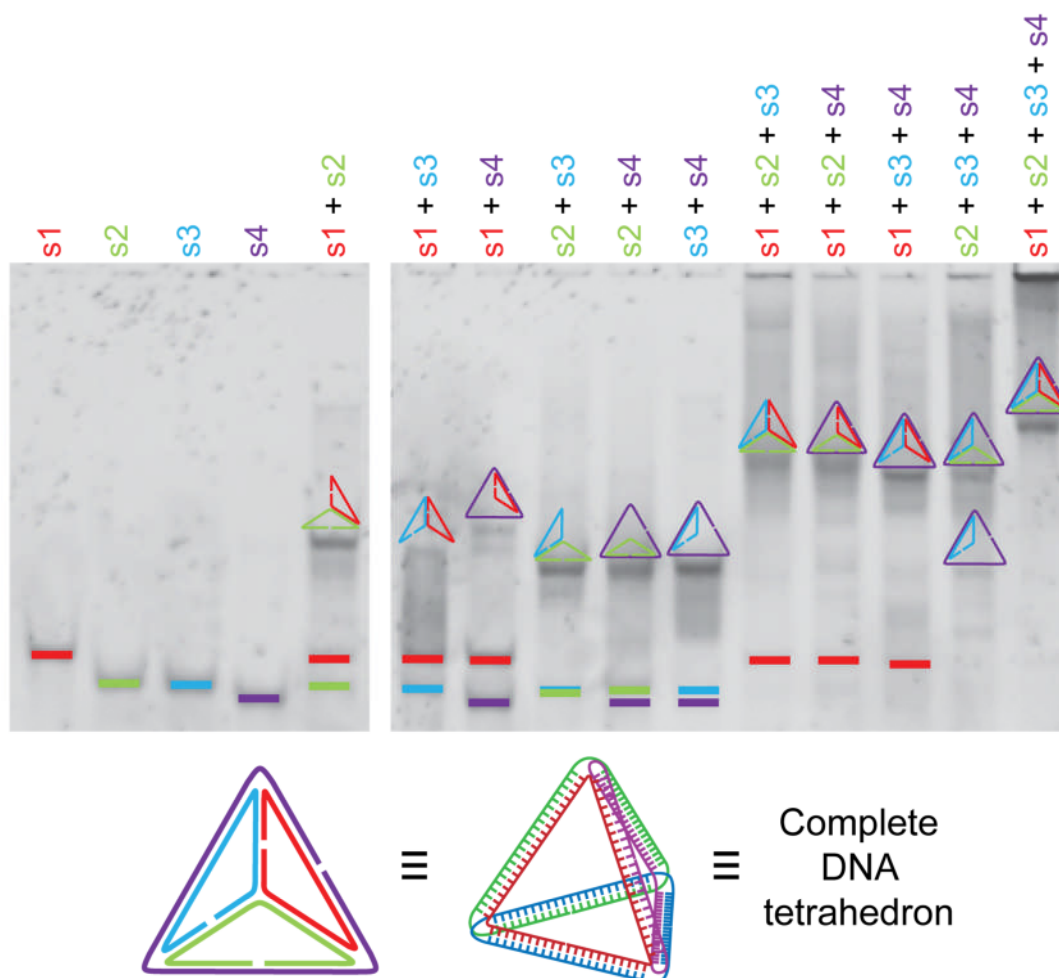 s1
s2
s3
s4
s1 + s2
s1 + s3
s1 + s4
s2 + s3
s2 + s4
s3 + s4
s1 + s2 + s3
s1 + s2 + s4
s1 + s3 + s4
s2 + s3 + s4
s1 + s2 + s3 + s4
≡
≡
Complete
DNA
tetrahedron